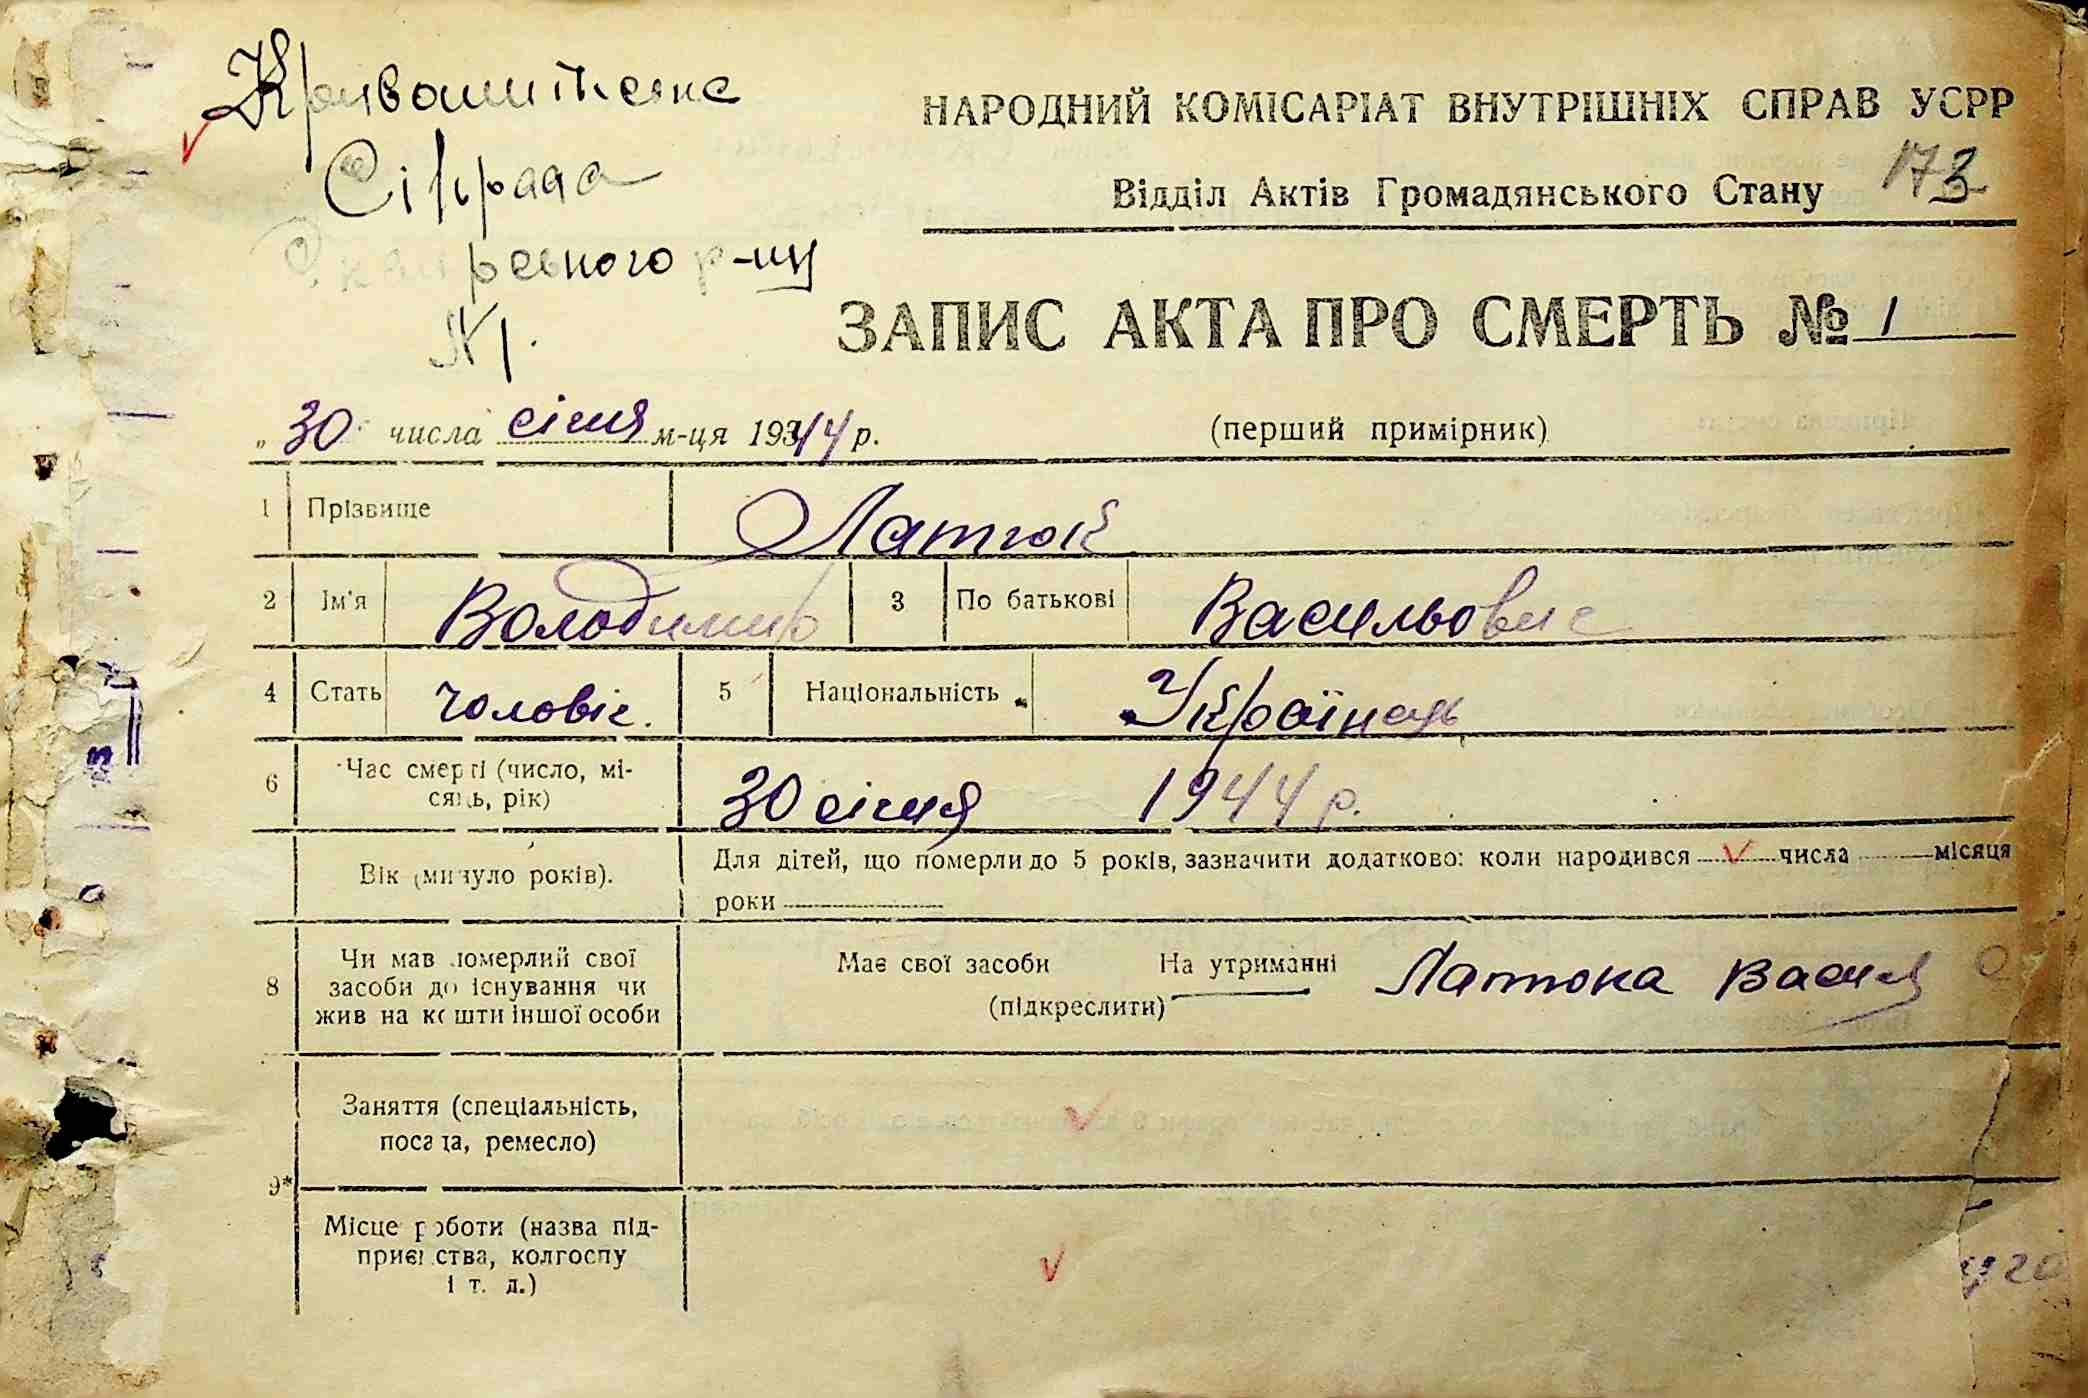 Кривошиїнська
Сільрада
Сквирського р-ну
№ 1.
НАРОДНИЙ КОМІСАРІАТ ВНУТРІШНІХ СПРАВ УСРР
Відділ Актів Громадянського Стану 173
ЗАПИС АКТА ПРО СМЕРТЬ № 1
„30 числа січня м-ця 1944 р. (перший примірник)
1 Прізвище Латюк
2 Ім'я Володимир 3 По батькові Васильович
4 Стать чоловіч. 5 Національність Українець
6 Час смерті (число, місяць, рік) 30 січня 1944 р.
Вік (минуло років). Для дітей, що померли до 5 років, зазначити додатково: коли народився числа місяця
роки
8 Чи мав померлий свої засоби до існування чи жив на кошти іншої особи Має свої засоби На утриманні Латюка Василя
(підкреслити)
Заняття (спеціальність, посада, ремесло)
9*
Місце роботи (назва підприємства, колгоспу і т. д.)